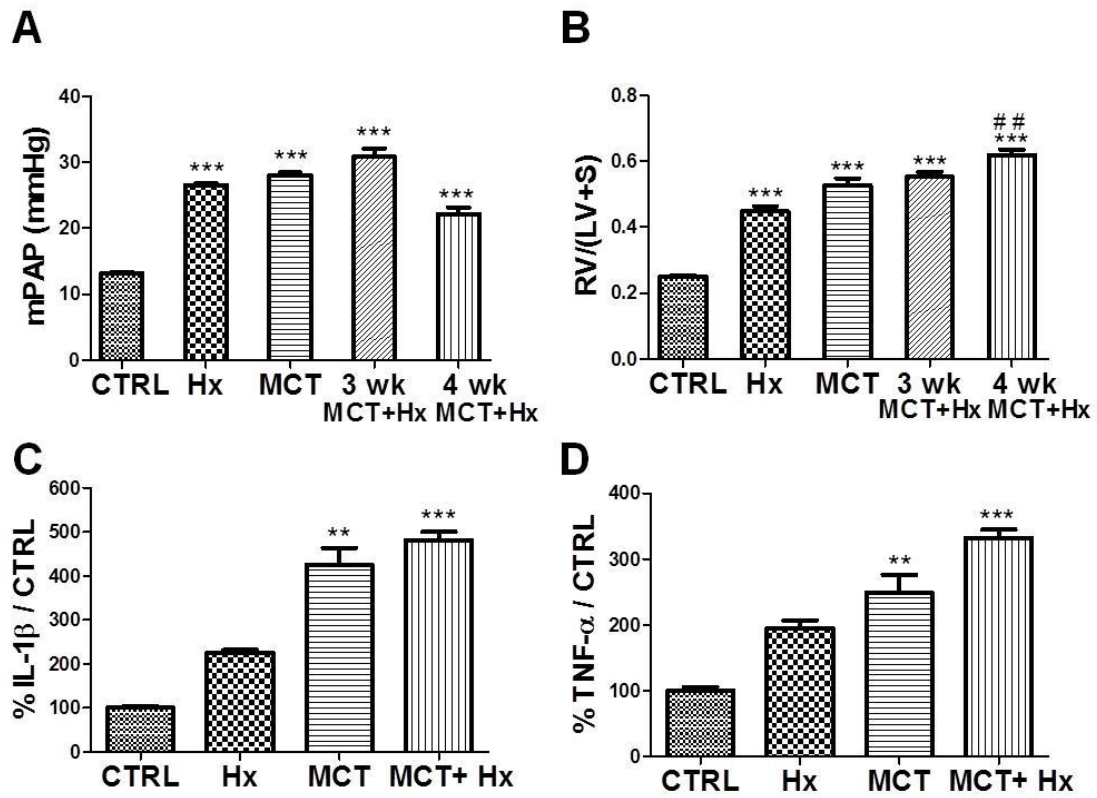 A
mPAP (mmHg)
40
30
20
10
0
***
***
***
***
CTRL Hx MCT 3 wk 4 wk
MCT+Hx MCT+Hx
B
RV/(LV+S)
0.8
0.6
0.4
0.2
0.0
***
***
***
# #
***
CTRL Hx MCT 3 wk 4 wk
MCT+Hx MCT+Hx
C
% IL-1β / CTRL
600
500
400
300
200
100
0
**
***
CTRL Hx MCT MCT+ Hx
D
% TNF-α / CTRL
400
300
200
100
0
**
***
CTRL Hx MCT MCT+ Hx